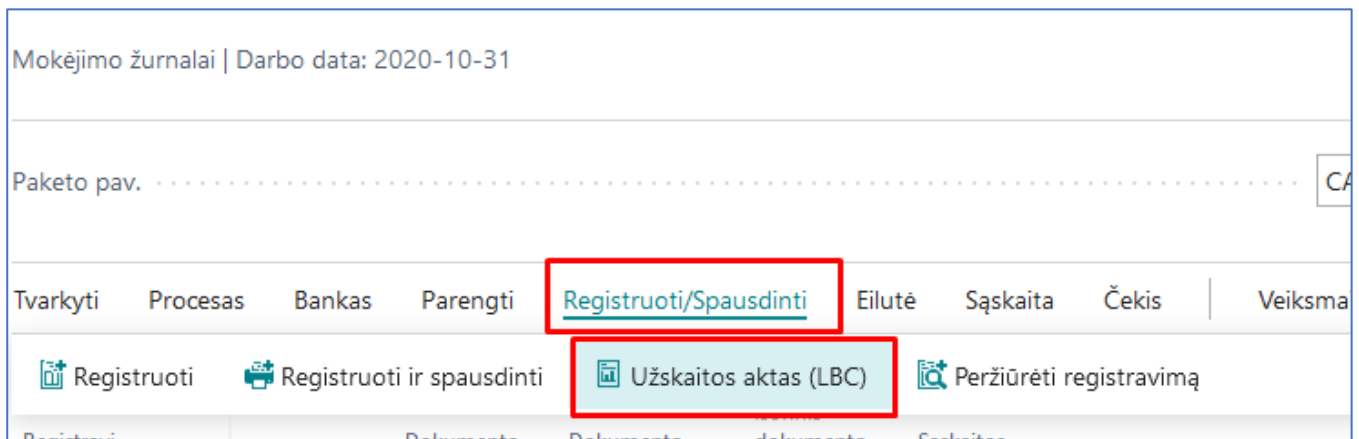 Mokėjimo žurnalai | Darbo data: 2020-10-31
Paketo pav.
Tvarkyti Procesas Bankas Parengti Registruoti/Spausdinti Eilutė Sąskaita Čekis
Registruoti Registruoti ir spausdinti Užskaitos aktas (LBC) Peržiūrėti registravimą